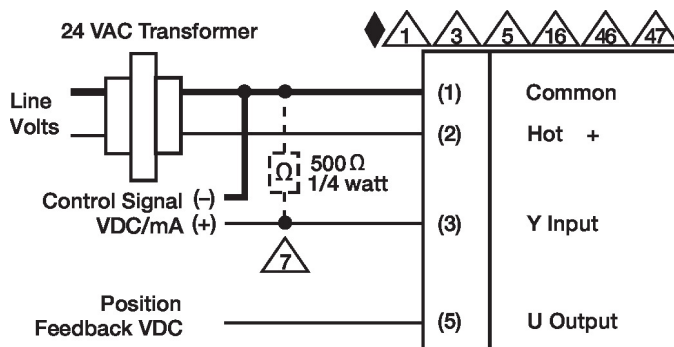 24 VAC Transformer
1 3 5 16 46 47
Line
Volts
(1) Common
(2) Hot +
Ω 500 Ω
1/4 watt
Control Signal (–)
VDC/mA (+)
(3) Y Input
7
Position
Feedback VDC
(5) U Output